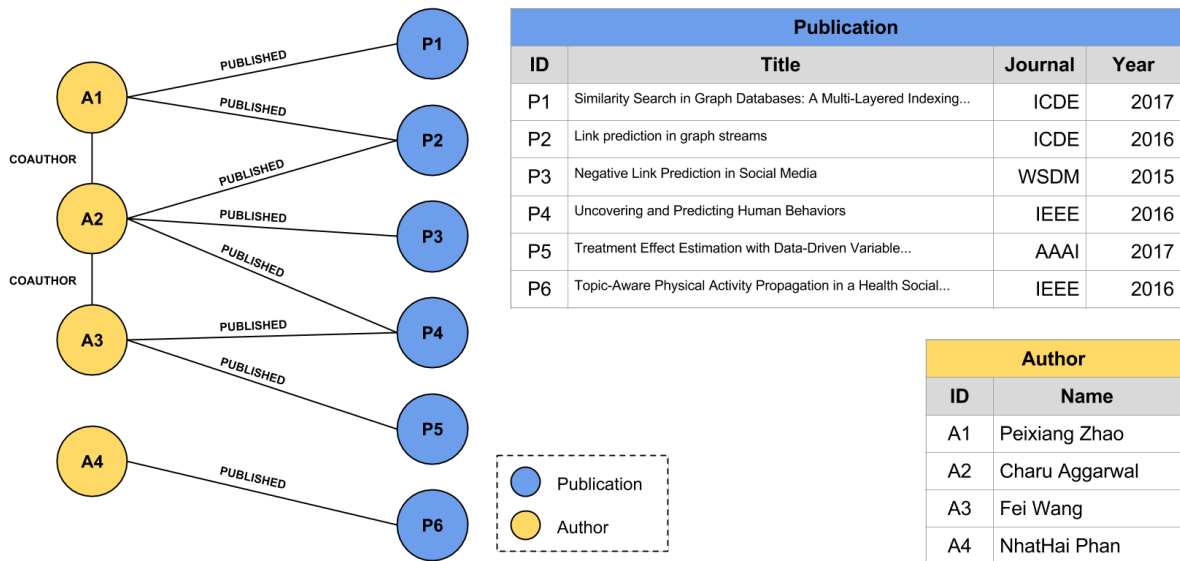 A1
A2
A3
A4
COAUTHOR
COAUTHOR
PUBLISHED
PUBLISHED
PUBLISHED
PUBLISHED
PUBLISHED
PUBLISHED
PUBLISHED
PUBLISHED
P1
P2
P3
P4
P5
P6
Publication
ID Title Journal Year
P1 Similarity Search in Graph Databases: A Multi-Layered Indexing... ICDE 2017
P2 Link prediction in graph streams ICDE 2016
P3 Negative Link Prediction in Social Media WSDM 2015
P4 Uncovering and Predicting Human Behaviors IEEE 2016
P5 Treatment Effect Estimation with Data-Driven Variable... AAAI 2017
P6 Topic-Aware Physical Activity Propagation in a Health Social... IEEE 2016
Publication
Author
Author
ID Name
A1 Peixiang Zhao
A2 Charu Aggarwal
A3 Fei Wang
A4 NhatHai Phan